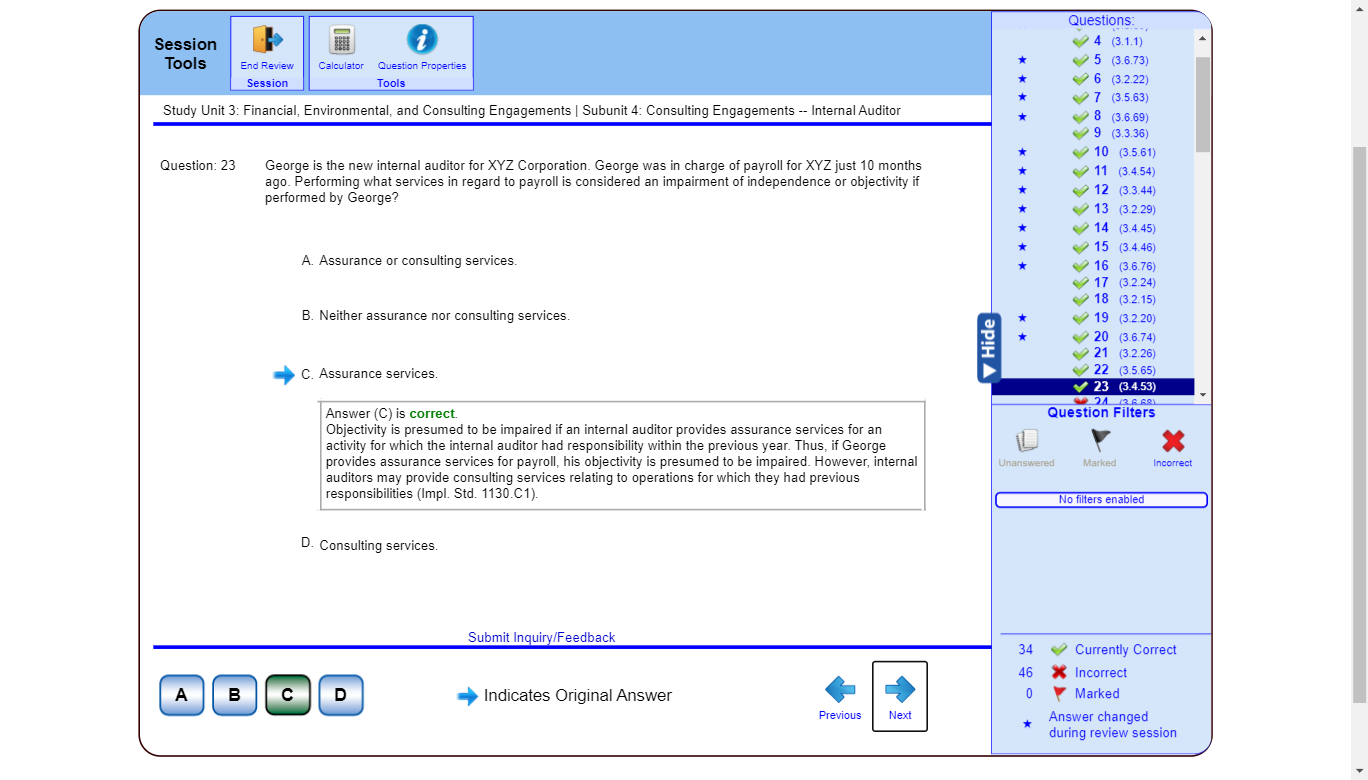 Session
Tools
End Review
Session
Calculator
Question Properties
Tools
Study Unit 3: Financial, Environmental, and Consulting Engagements | Subunit 4: Consulting Engagements -- Internal Auditor
Question: 23
George is the new internal auditor for XYZ Corporation. George was in charge of payroll for XYZ just 10 months
ago. Performing what services in regard to payroll is considered an impairment of independence or objectivity if
performed by George?
A. Assurance or consulting services.
B. Neither assurance nor consulting services.
C. Assurance services.
Answer (C) is correct.
Objectivity is presumed to be impaired if an internal auditor provides assurance services for an
activity for which the internal auditor had responsibility within the previous year. Thus, if George
provides assurance services for payroll, his objectivity is presumed to be impaired. However, internal
auditors may provide consulting services relating to operations for which they had previous
responsibilities (Impl. Std. 1130.C1).
D. Consulting services.
Submit Inquiry/Feedback
A B C D
Indicates Original Answer
Previous
Next
Hide
Questions:
4 (3.1.1)
5 (3.6.73)
6 (3.2.22)
7 (3.5.63)
8 (3.6.69)
9 (3.3.36)
10 (3.5.61)
11 (3.4.54)
12 (3.3.44)
13 (3.2.29)
14 (3.4.45)
15 (3.4.46)
16 (3.6.76)
17 (3.2.24)
18 (3.2.15)
19 (3.2.20)
20 (3.6.74)
21 (3.2.26)
22 (3.5.65)
23 (3.4.53)
24 (3.6.68)
Question Filters
Unanswered
Marked
Incorrect
No filters enabled
34 Currently Correct
46 Incorrect
0 Marked
Answer changed
during review session